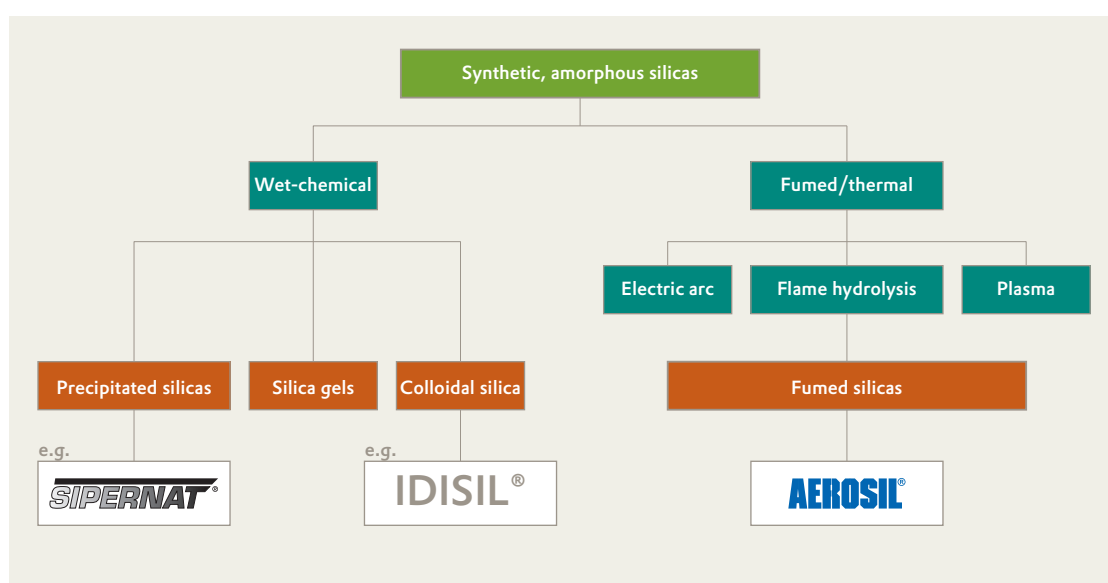 Synthetic, amorphous silicas
Wet-chemical
Fumed/thermal
Electric arc
Flame hydrolysis
Plasma
Precipitated silicas
Silica gels
Colloidal silica
Fumed silicas
e.g.
e.g.
SIPERNAT®
IDISIL®
AEROSIL®